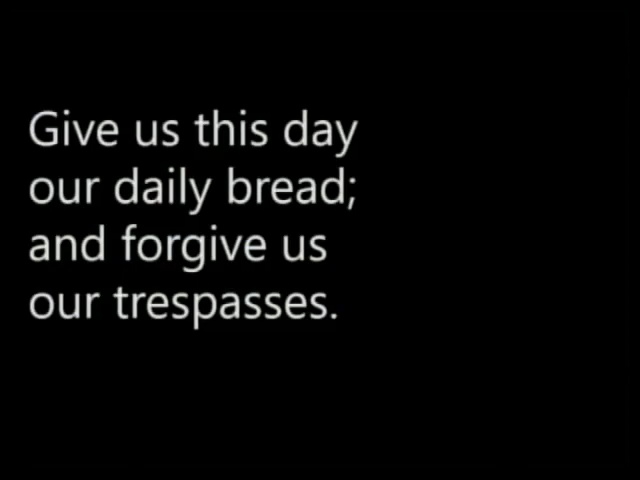 Give us this day
our daily bread;
and forgive us
our trespasses.